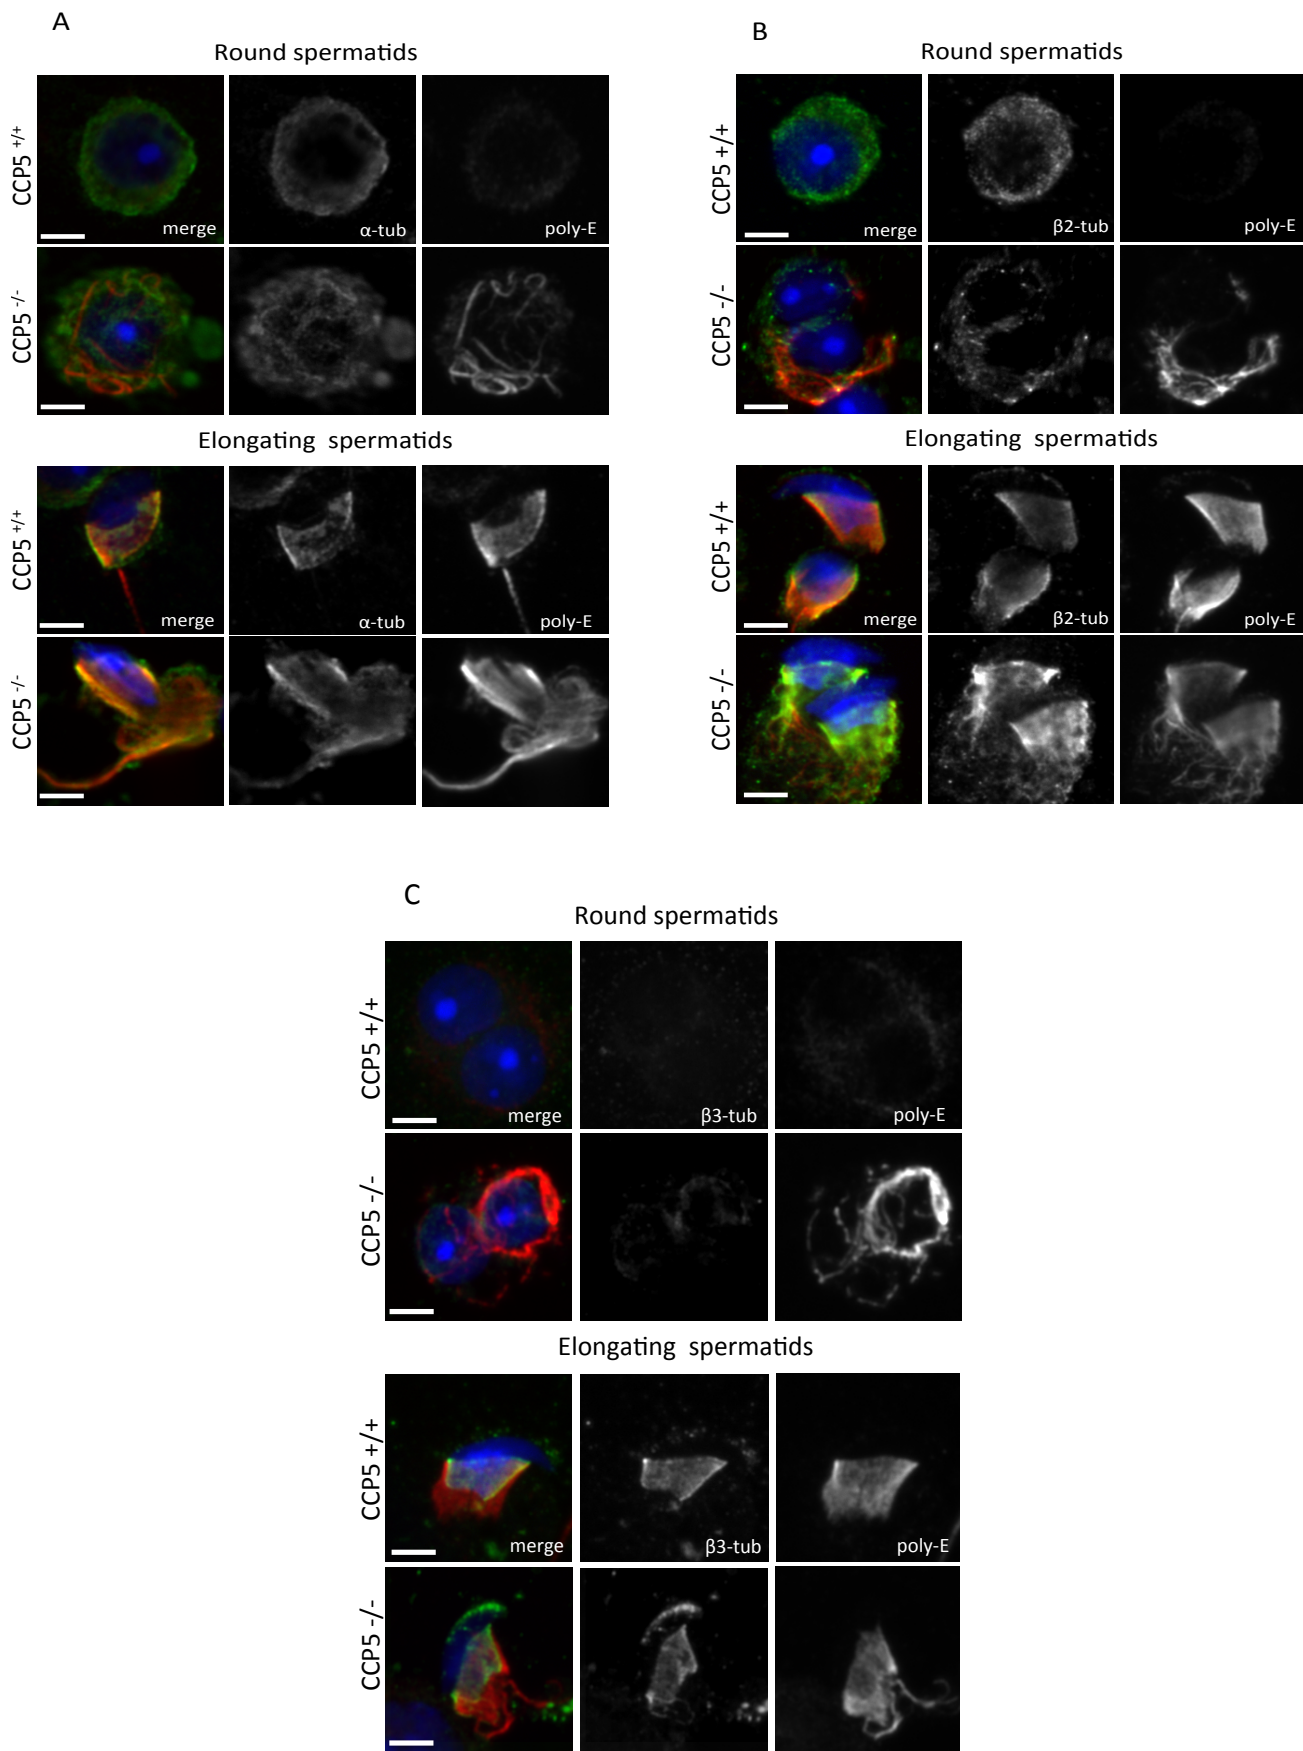 A
Round spermatids
CCP5 +/+
merge
α-tub
poly-E
CCP5 -/-
Elongating spermatids
CCP5 +/+
merge
α-tub
poly-E
CCP5 -/-
B
Round spermatids
CCP5 +/+
merge
β2-tub
poly-E
CCP5 -/-
Elongating spermatids
CCP5 +/+
merge
β2-tub
poly-E
CCP5 -/-
C
Round spermatids
CCP5 +/+
merge
β3-tub
poly-E
CCP5 -/-
Elongating spermatids
CCP5 +/+
merge
β3-tub
poly-E
CCP5 -/-